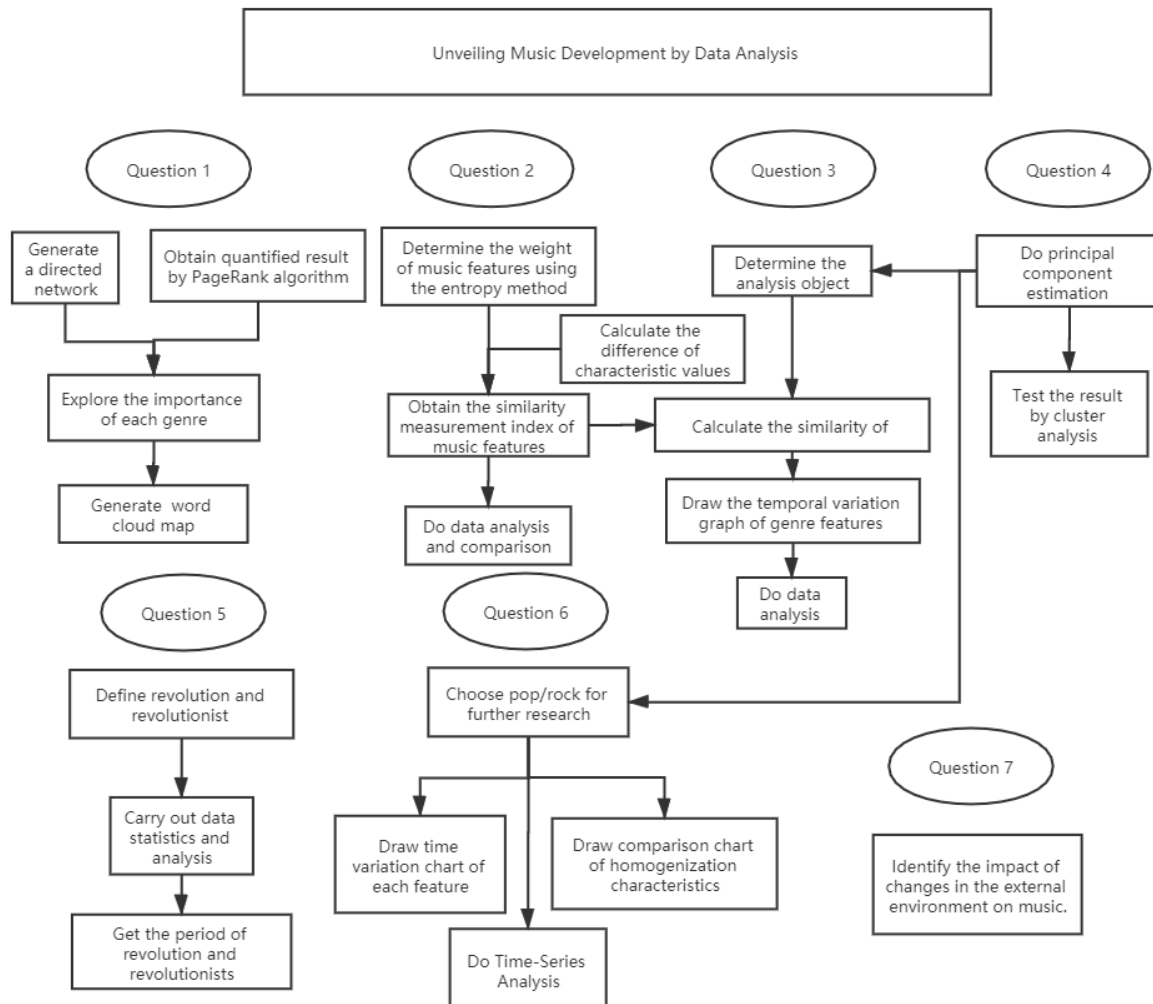 Unveiling Music Development by Data Analysis
Question 1
Question 2
Question 3
Question 4
Generate
a directed
network
Obtain quantified result
by PageRank algorithm
Explore the importance
of each genre
Generate word
cloud map
Determine the weight
of music features using
the entropy method
Calculate the
difference of
characteristic values
Obtain the similarity
measurement index of
music features
Do data analysis
and comparison
Determine the
analysis object
Calculate the similarity of
Draw the temporal variation
graph of genre features
Do data
analysis
Do principal
component
estimation
Test the result
by cluster
analysis
Question 5
Question 6
Question 7
Define revolution and
revolutionist
Carry out data
statistics and
analysis
Get the period of
revolution and
revolutionists
Choose pop/rock for
further research
Draw time
variation chart of
each feature
Do Time-Series
Analysis
Draw comparison chart
of homogenization
characteristics
Identify the impact of
changes in the external
environment on music.